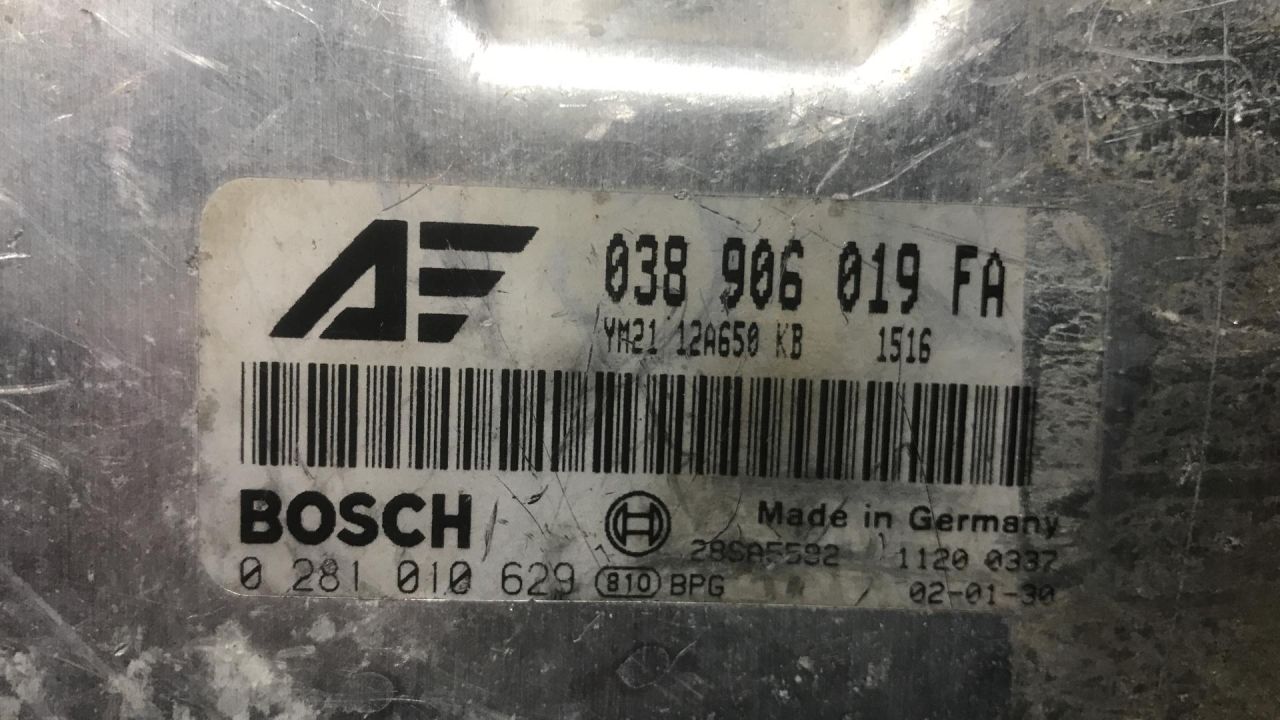 AE
038 906 019 FA
YM21 12A650 KB 1516
BOSCH
Made in Germany
28SA5592 1120 0337
0 281 010 629 810 BPG 02-01-30